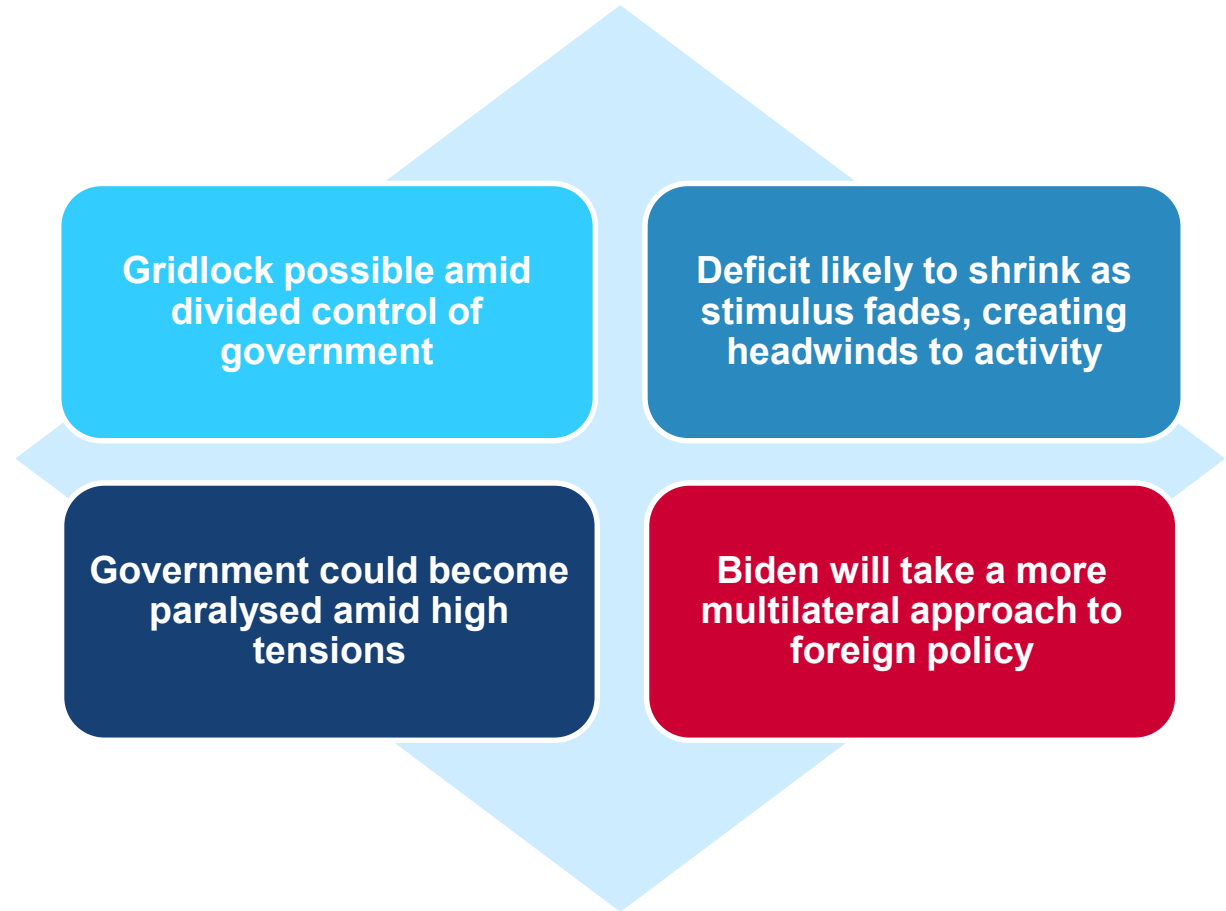 Gridlock possible amid
divided control of
government
Deficit likely to shrink as
stimulus fades, creating
headwinds to activity
Government could become
paralysed amid high
tensions
Biden will take a more
multilateral approach to
foreign policy